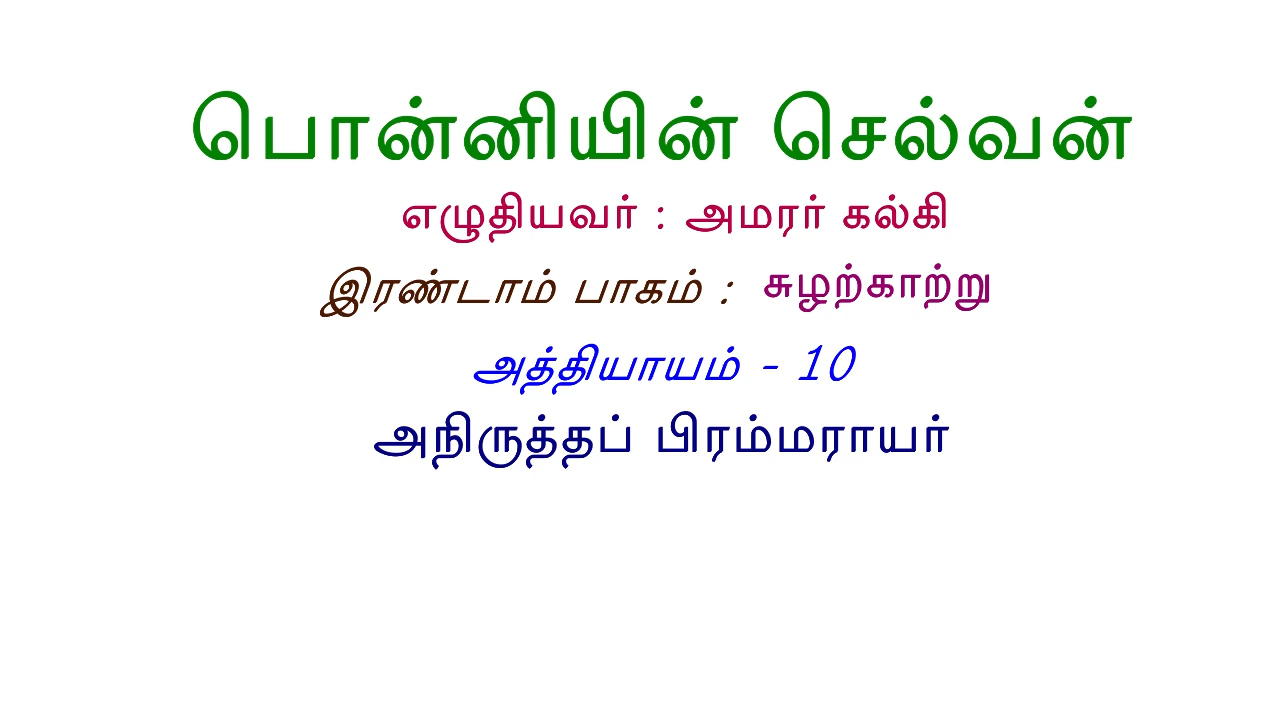 பொன்னியின் செல்வன்
எழுதியவர் : அமரர் கல்கி
இரண்டாம் பாகம் : சுழற்காற்று
அத்தியாயம் - 10
அநிருத்தப் பிரம்மராயர்